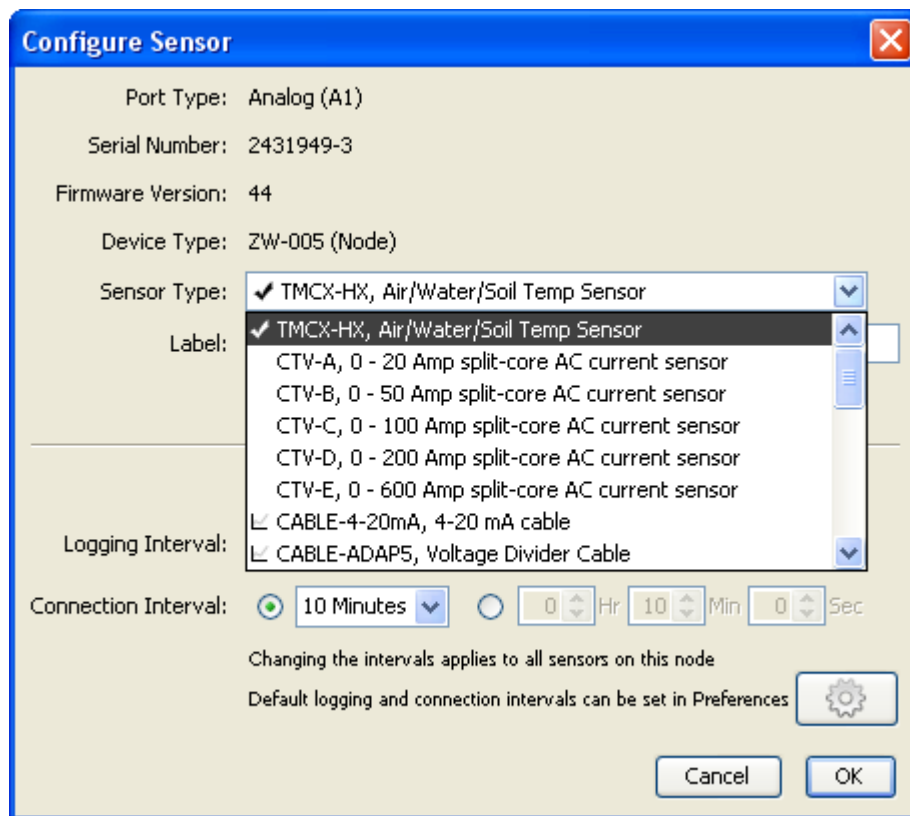 Configure Sensor
Port Type: Analog (A1)
Serial Number: 2431949-3
Firmware Version: 44
Device Type: ZW-005 (Node)
Sensor Type: TMCX-HX, Air/Water/Soil Temp Sensor
Label:
TMCX-HX, Air/Water/Soil Temp Sensor
CTV-A, 0 - 20 Amp split-core AC current sensor
CTV-B, 0 - 50 Amp split-core AC current sensor
CTV-C, 0 - 100 Amp split-core AC current sensor
CTV-D, 0 - 200 Amp split-core AC current sensor
CTV-E, 0 - 600 Amp split-core AC current sensor
CABLE-4-20mA, 4-20 mA cable
CABLE-ADAP5, Voltage Divider Cable
Logging Interval:
Connection Interval: 10 Minutes 0 Hr 10 Min 0 Sec
Changing the intervals applies to all sensors on this node
Default logging and connection intervals can be set in Preferences
Cancel OK